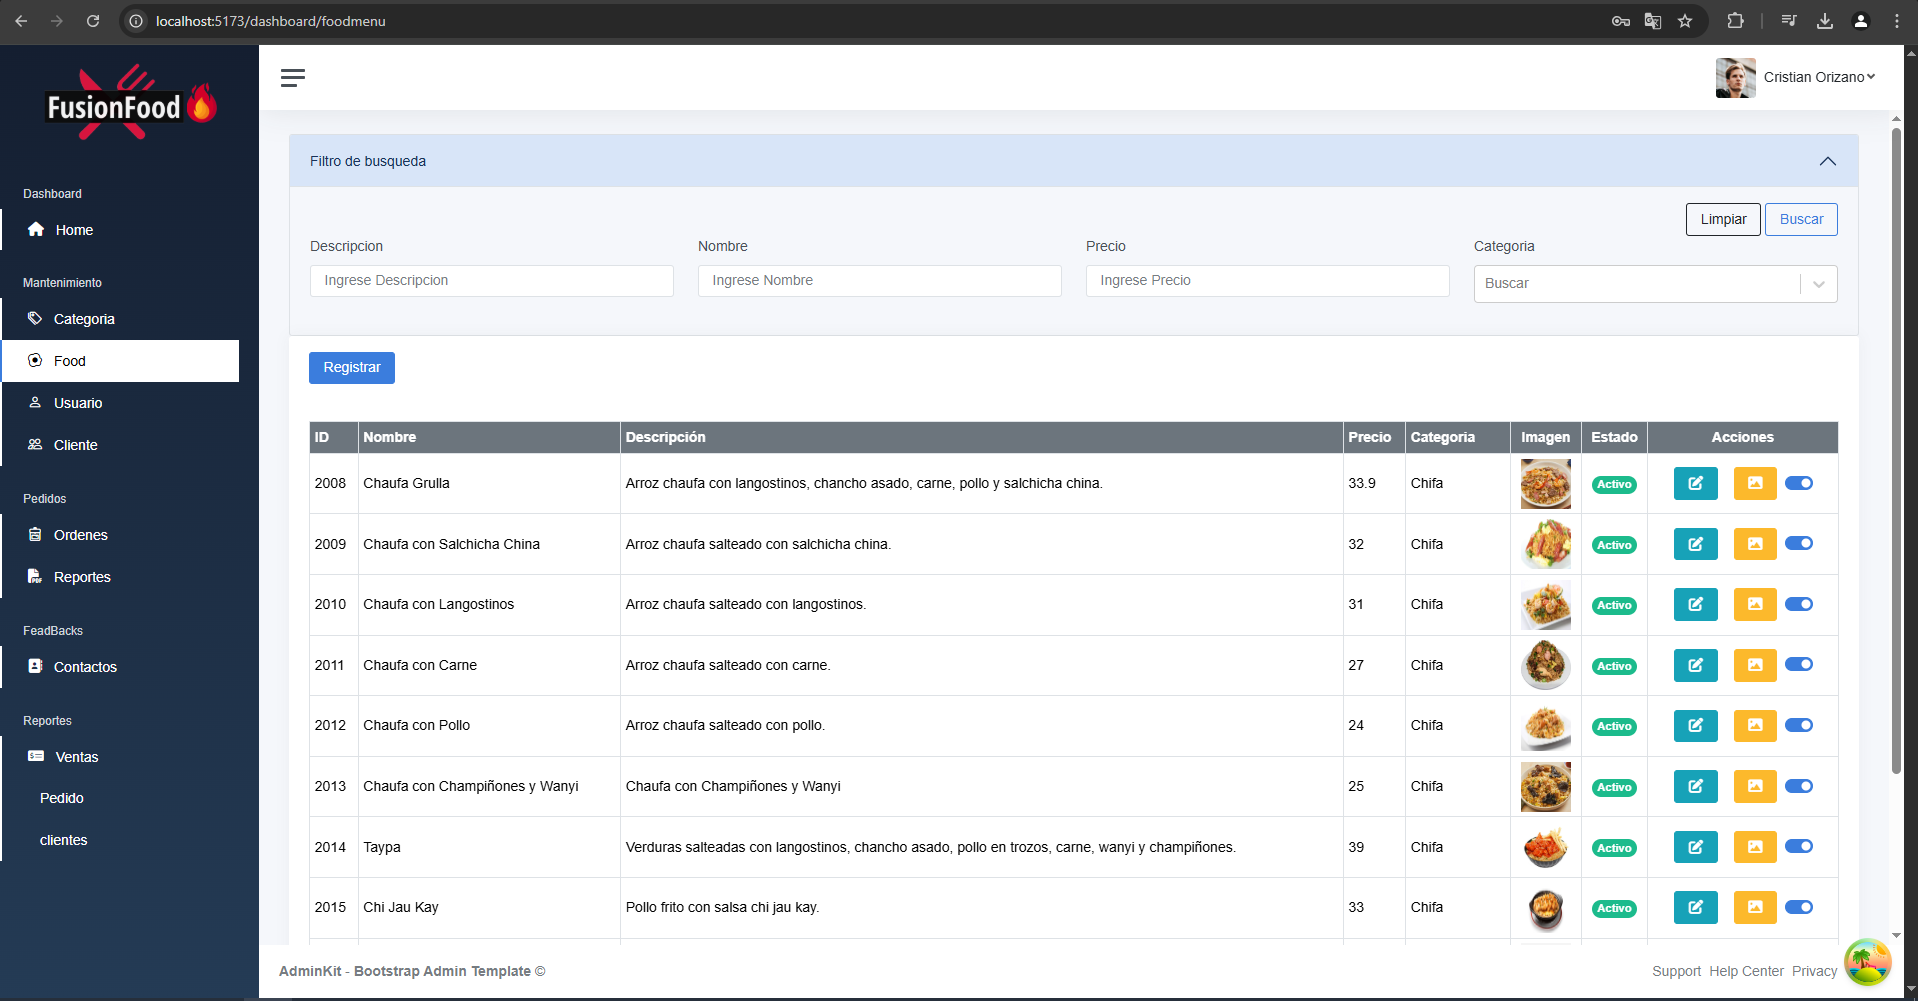 localhost:5173/dashboard/foodmenu
FusionFood
Cristian Orizano
Dashboard
Home
Mantenimiento
Categoria
Food
Usuario
Cliente
Pedidos
Ordenes
Reportes
FeadBacks
Contactos
Reportes
Ventas
Pedido
clientes
Filtro de busqueda
Limpiar Buscar
Descripcion Nombre Precio Categoria
Ingrese Descripcion Ingrese Nombre Ingrese Precio Buscar
Registrar
ID Nombre Descripción Precio Categoria Imagen Estado Acciones
2008 Chaufa Grulla Arroz chaufa con langostinos, chancho asado, carne, pollo y salchicha china. 33.9 Chifa Activo
2009 Chaufa con Salchicha China Arroz chaufa salteado con salchicha china. 32 Chifa Activo
2010 Chaufa con Langostinos Arroz chaufa salteado con langostinos. 31 Chifa Activo
2011 Chaufa con Carne Arroz chaufa salteado con carne. 27 Chifa Activo
2012 Chaufa con Pollo Arroz chaufa salteado con pollo. 24 Chifa Activo
2013 Chaufa con Champiñones y Wanyi Chaufa con Champiñones y Wanyi 25 Chifa Activo
2014 Taypa Verduras salteadas con langostinos, chancho asado, pollo en trozos, carne, wanyi y champiñones. 39 Chifa Activo
2015 Chi Jau Kay Pollo frito con salsa chi jau kay. 33 Chifa Activo
AdminKit - Bootstrap Admin Template © Support Help Center Privacy